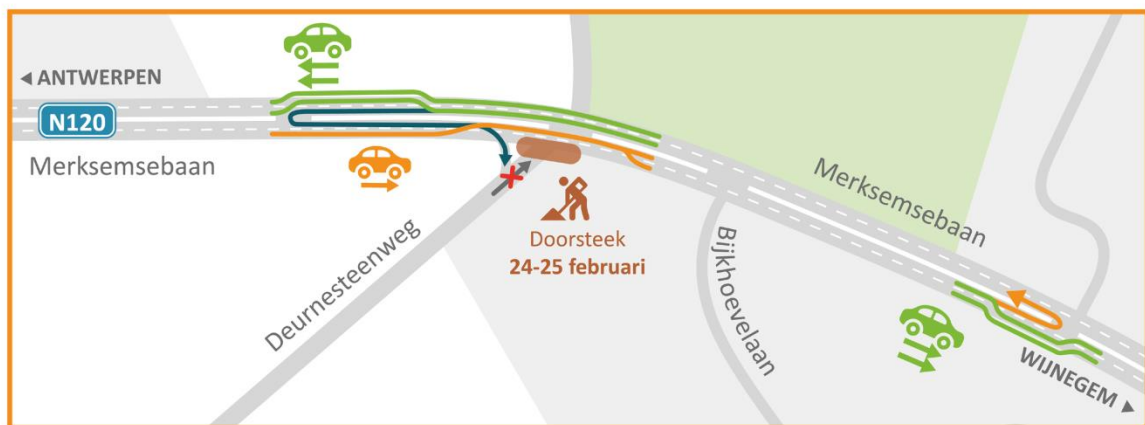 ◄ ANTWERPEN
N120
Merksemsebaan
Doorsteek
24-25 februari
Deurnesteenweg
Bijkhoevelaan
Merksemsebaan
WIJNEGEM ►